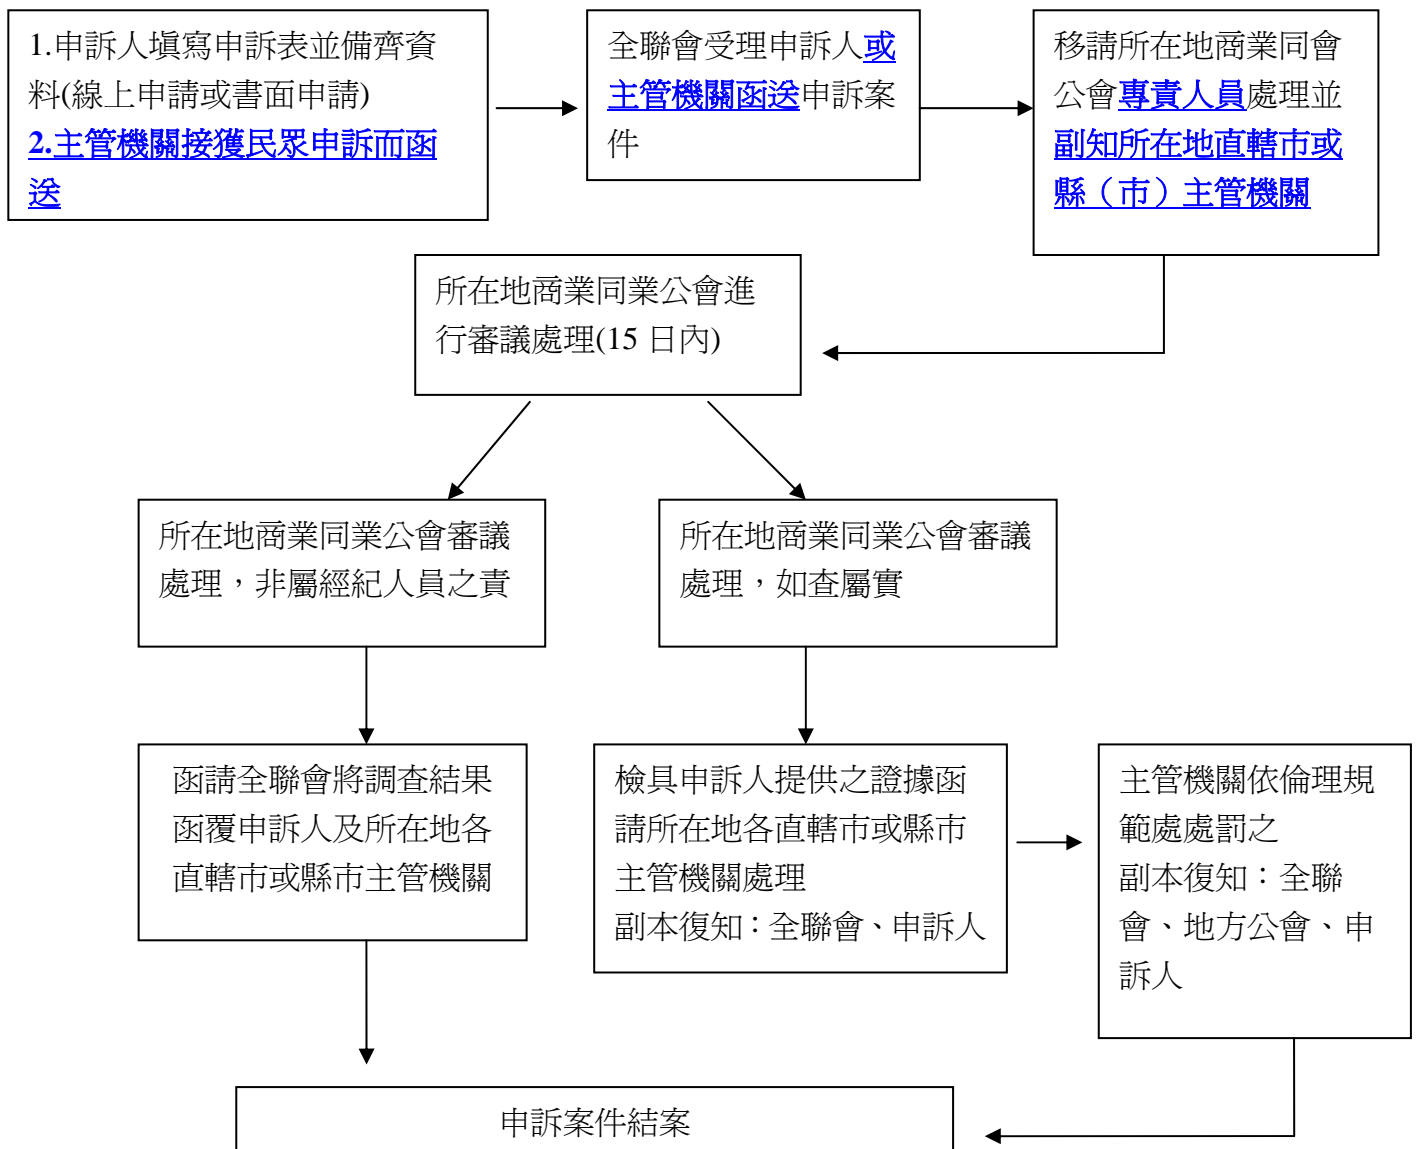 1.申訴人填寫申訴表並備齊資
料(線上申請或書面申請)
2.主管機關接獲民眾申訴而函
送
全聯會受理申訴人或
主管機關函送申訴案
件
移請所在地商業同會
公會專責人員處理並
副知所在地直轄市或
縣（市）主管機關
所在地商業同業公會進
行審議處理(15 日內)
所在地商業同業公會審議
處理，非屬經紀人員之責
所在地商業同業公會審議
處理，如查屬實
函請全聯會將調查結果
函覆申訴人及所在地各
直轄市或縣市主管機關
檢具申訴人提供之證據函
請所在地各直轄市或縣市
主管機關處理
副本復知：全聯會、申訴人
主管機關依倫理規
範處處罰之
副本復知：全聯
會、地方公會、申
訴人
申訴案件結案